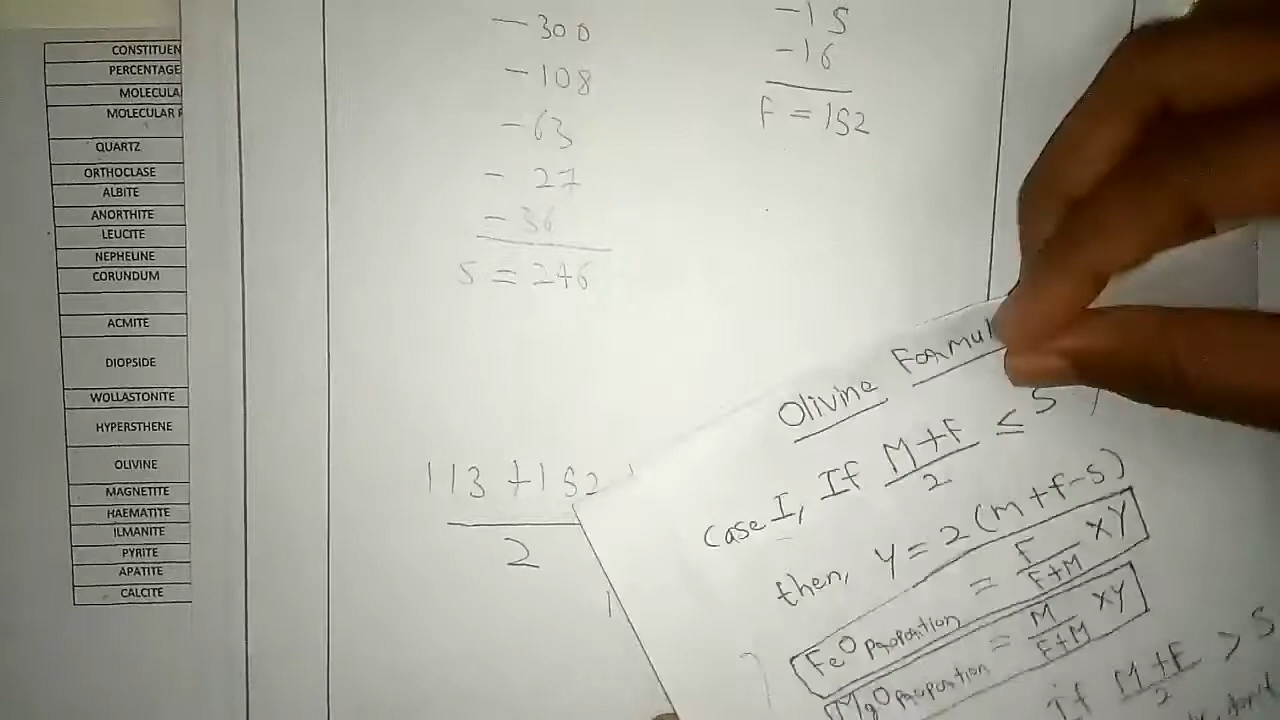 CONSTITUEN
PERCENTAGE
MOLECULA
MOLECULAR
QUARTZ
ORTHOCLASE
ALBITE
ANORTHITE
LEUCITE
NEPHELINE
CORUNDUM
ACMITE
DIOPSIDE
WOLLASTONITE
HYPERSTHENE
OLIVINE
MAGNETITE
HAEMATITE
ILMANITE
PYRITE
APATITE
CALCITE
-300
-108
-63
- 27
- 36
S = 246
-15
-16
F = 152
113 + 152
2
Olivine Formul
Case I, If M+F/2 ≤ S
then, Y = 2(M+F-S)
FeO proportion = F/F+M XY
MgO proportion = M/F+M XY
If M+F/2 > S